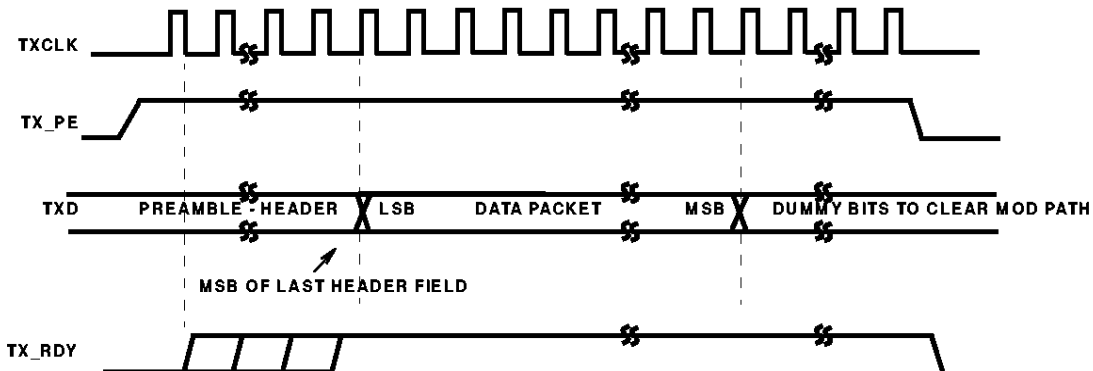 TXCLK
TX_PE
TXD PREAMBLE - HEADER LSB DATA PACKET MSB DUMMY BITS TO CLEAR MOD PATH
MSB OF LAST HEADER FIELD
TX_RDY